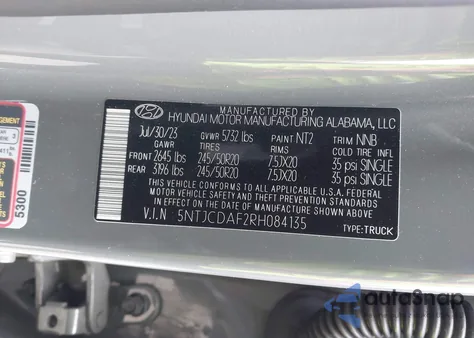 MANUFACTURED BY
HYUNDAI MOTOR MANUFACTURING ALABAMA, LLC
Jul/30/23 GVWR 5732 lbs PAINT NT2 TRIM NNB
GAWR TIRES RIMS COLD TIRE INFL
FRONT 2645 lbs 245/50R20 7.5JX20 35 psi SINGLE
REAR 3196 lbs 245/50R20 7.5JX20 35 psi SINGLE
THIS VEHICLE CONFORMS TO ALL APPLICABLE U.S.A. FEDERAL
MOTOR VEHICLE SAFETY AND THEFT PREVENTION STANDARDS
IN EFFECT ON THE DATE OF MANUFACTURE SHOWN ABOVE.
V.I.N 5NTJCDAF2RH084135
TYPE:TRUCK
5300
autoSnap